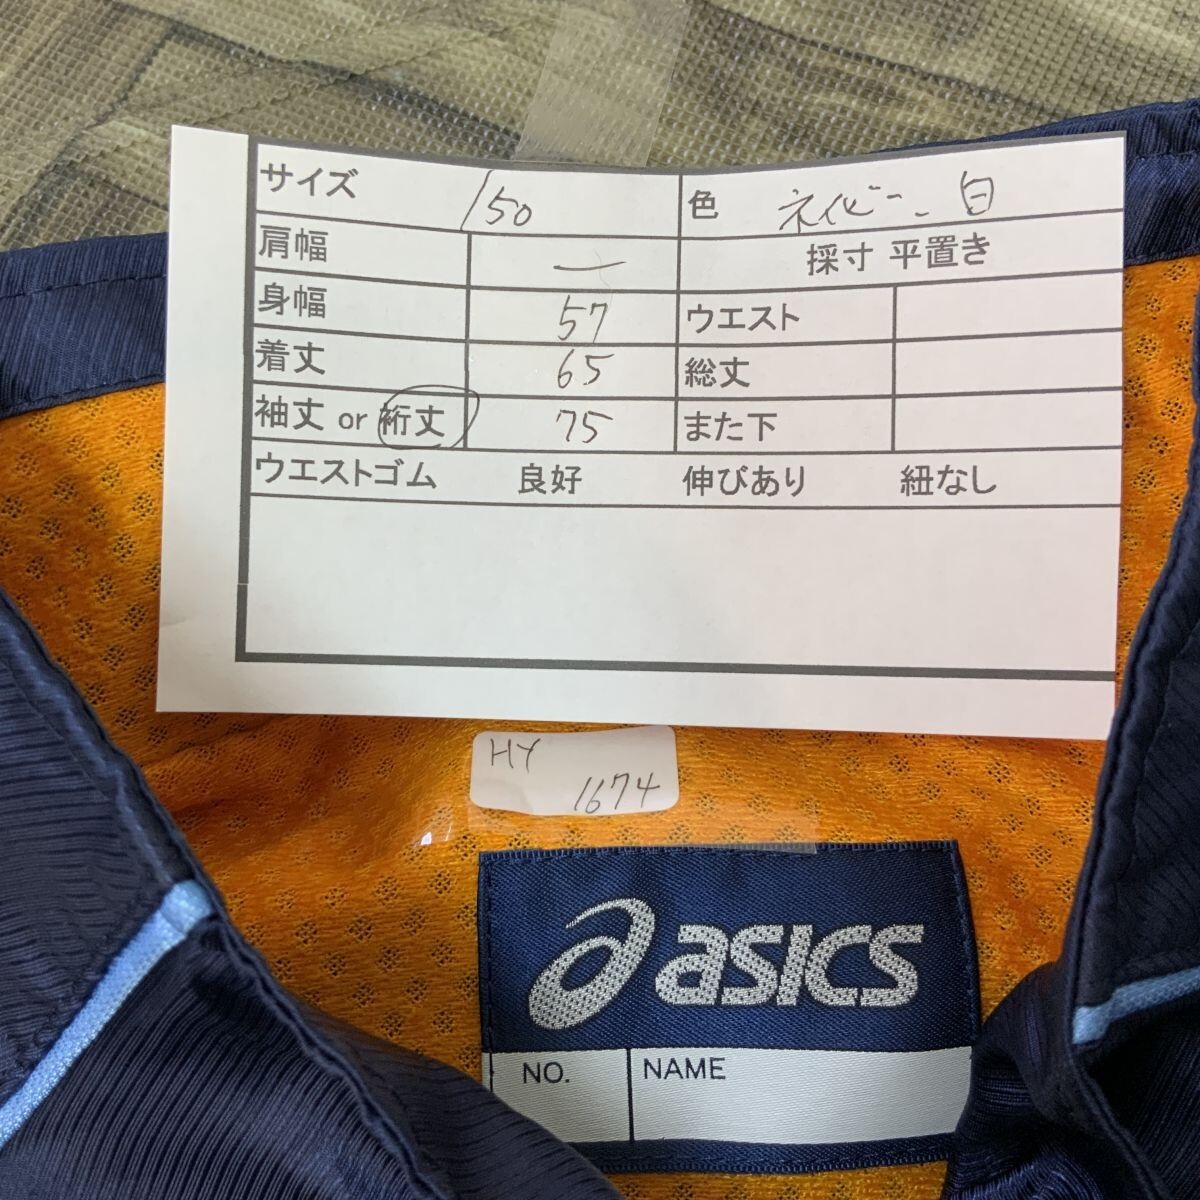 サイズ 150 色 ネイビー、白
肩幅 ー 採寸 平置き
身幅 57 ウエスト
着丈 65 総丈
袖丈 or 裄丈 75 また下
ウエストゴム 良好 伸びあり 紐なし
HY
1674
asics
NO. NAME